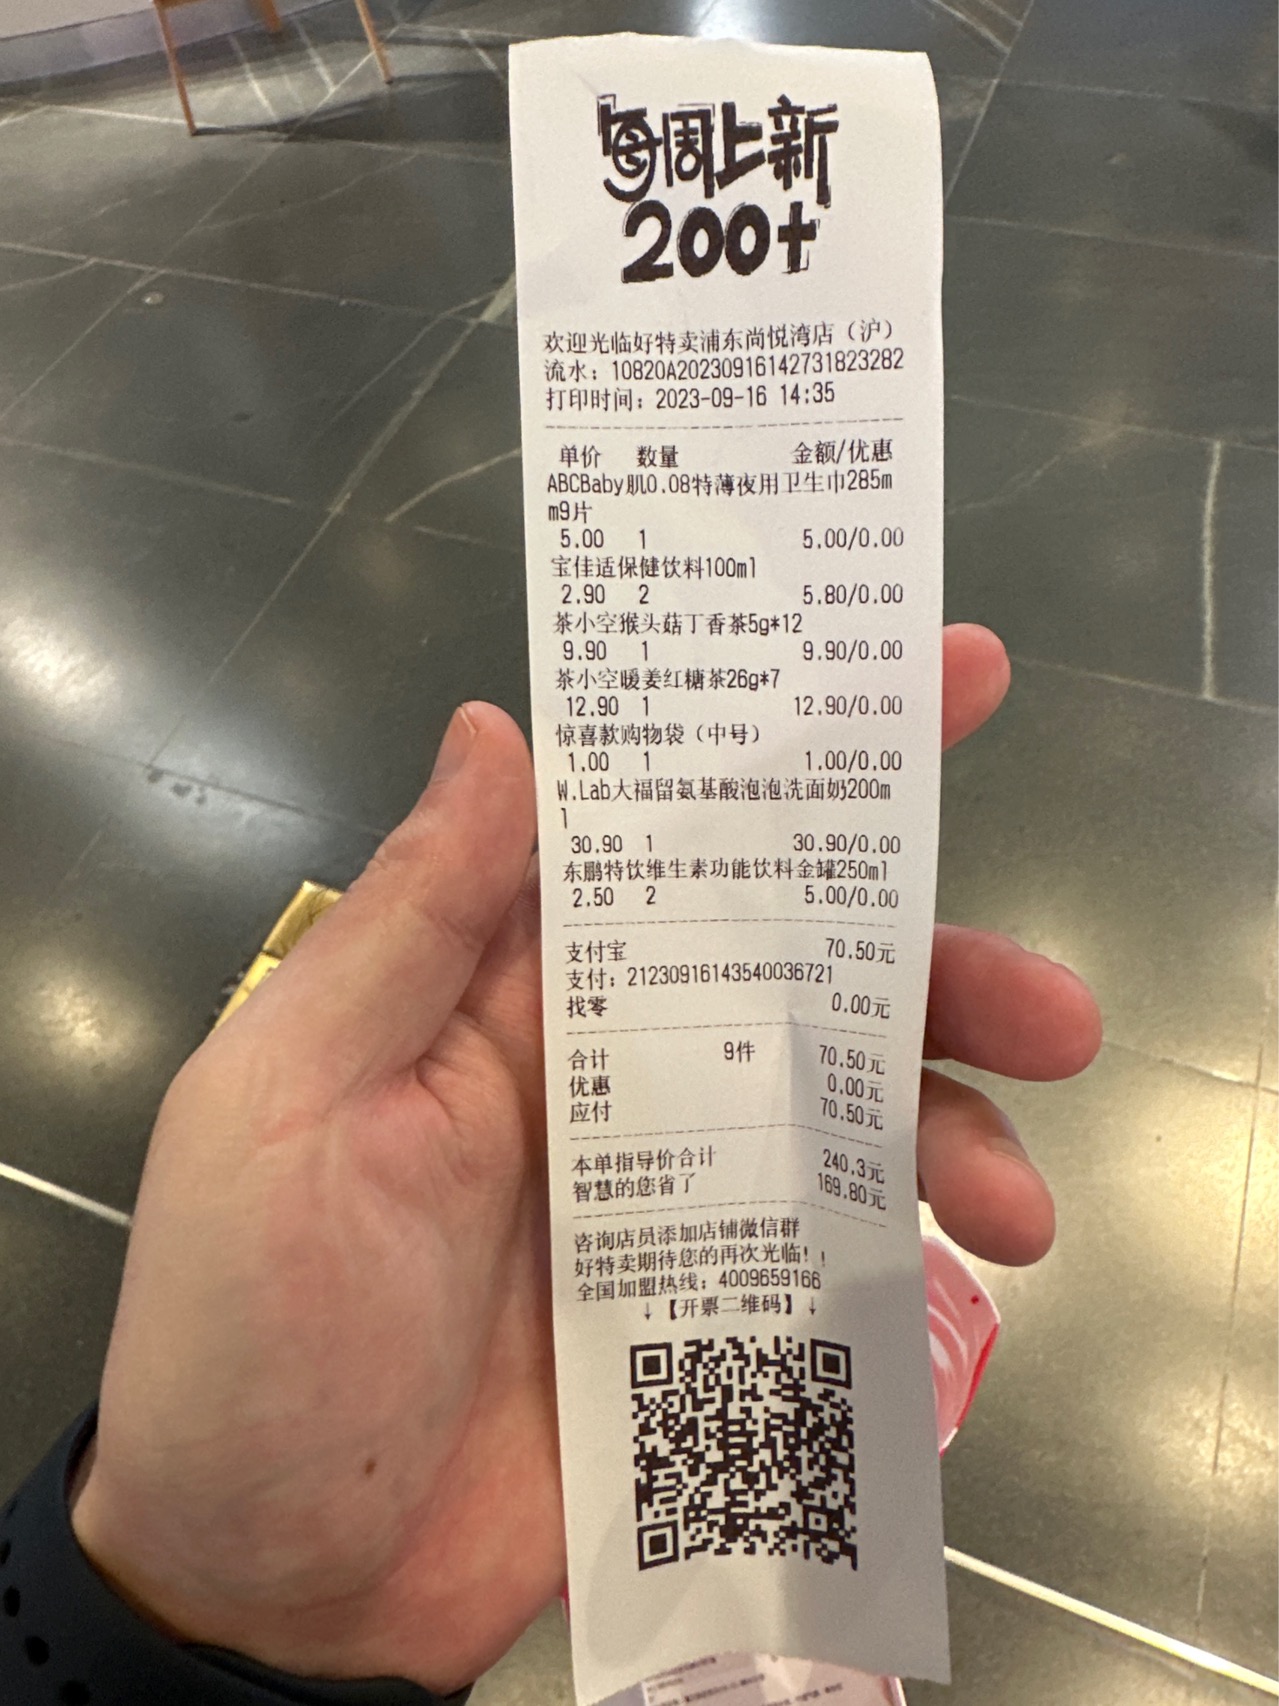 每周上新
200+
欢迎光临好特卖浦东尚悦湾店（沪）
流水：10820A20230916142731823282
打印时间：2023-09-16 14:35
单价 数量 金额/优惠
ABCBaby肌0.08特薄夜用卫生巾285m
m9片
5.00 1 5.00/0.00
宝佳适保健饮料100ml
2.90 2 5.80/0.00
茶小空猴头菇丁香茶5g*12
9.90 1 9.90/0.00
茶小空暖姜红糖茶26g*7
12.90 1 12.90/0.00
惊喜款购物袋（中号）
1.00 1 1.00/0.00
W.Lab大福留氨基酸泡泡洗面奶200m
l
30.90 1 30.90/0.00
东鹏特饮维生素功能饮料金罐250ml
2.50 2 5.00/0.00
支付宝 70.50元
支付：21230916143540036721
找零 0.00元
合计 9件 70.50元
优惠 0.00元
应付 70.50元
本单指导价合计 240.3元
智慧的您省了 169.80元
咨询店员添加店铺微信群
好特卖期待您的再次光临！！
全国加盟热线：4009659166
↓【开票二维码】↓